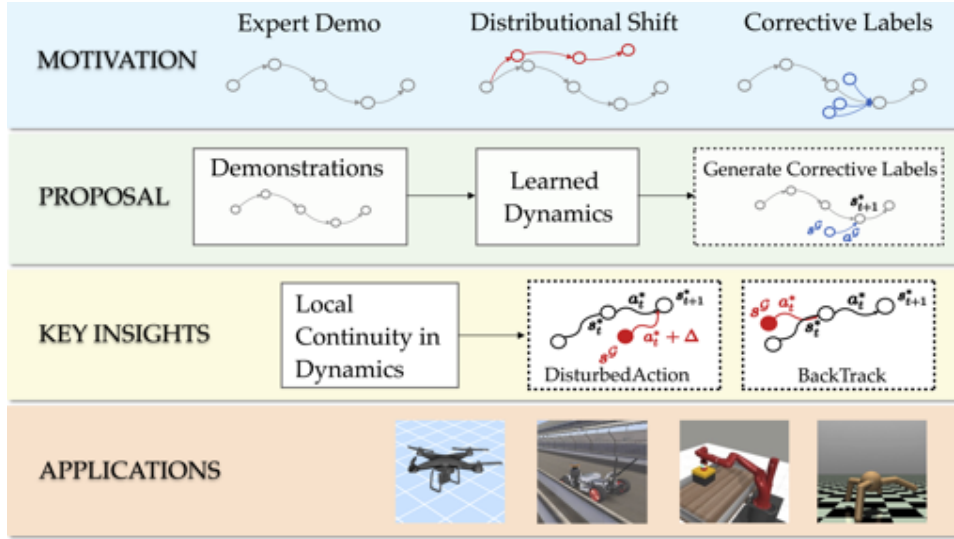 Expert Demo
Distributional Shift
Corrective Labels
MOTIVATION
PROPOSAL
Demonstrations
Learned
Dynamics
Generate Corrective Labels
s*ₜ₊₁
s^𝒢
a^𝒢
KEY INSIGHTS
Local
Continuity in
Dynamics
a*ₜ
s*ₜ₊₁
s*ₜ
s^𝒢
a*ₜ + Δ
DisturbedAction
s^𝒢
a*ₜ
a*ₜ
s*ₜ₊₁
s*ₜ
BackTrack
APPLICATIONS